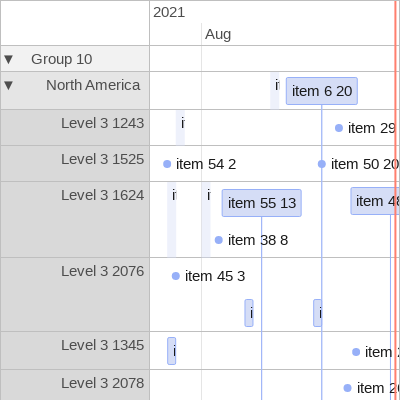 2021
Aug
▼ Group 10
▼ North America
item 6 20
Level 3 1243
item 29
Level 3 1525
item 54 2
item 50 20
Level 3 1624
item 55 13
item 48
item 38 8
Level 3 2076
item 45 3
Level 3 1345
item
Level 3 2078
item 20